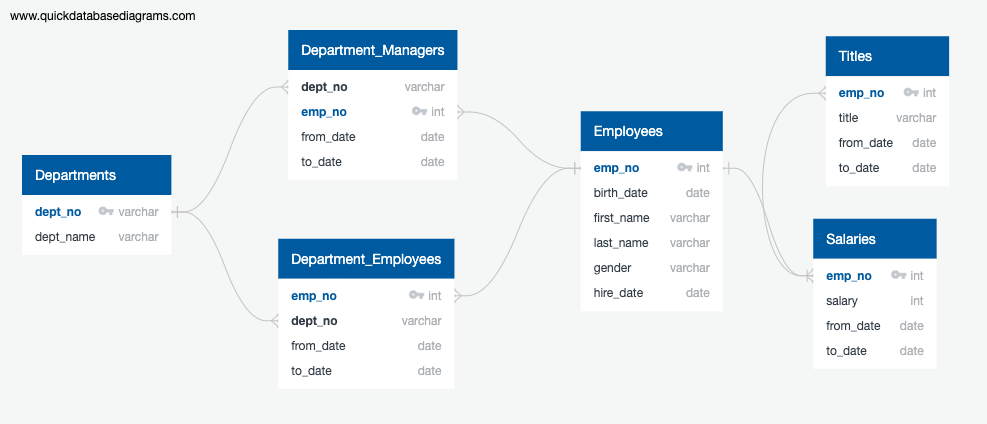 www.quickdatabasediagrams.com
Departments
dept_no varchar
dept_name varchar
Department_Managers
dept_no varchar
emp_no int
from_date date
to_date date
Department_Employees
emp_no int
dept_no varchar
from_date date
to_date date
Employees
emp_no int
birth_date date
first_name varchar
last_name varchar
gender varchar
hire_date date
Titles
emp_no int
title varchar
from_date date
to_date date
Salaries
emp_no int
salary int
from_date date
to_date date